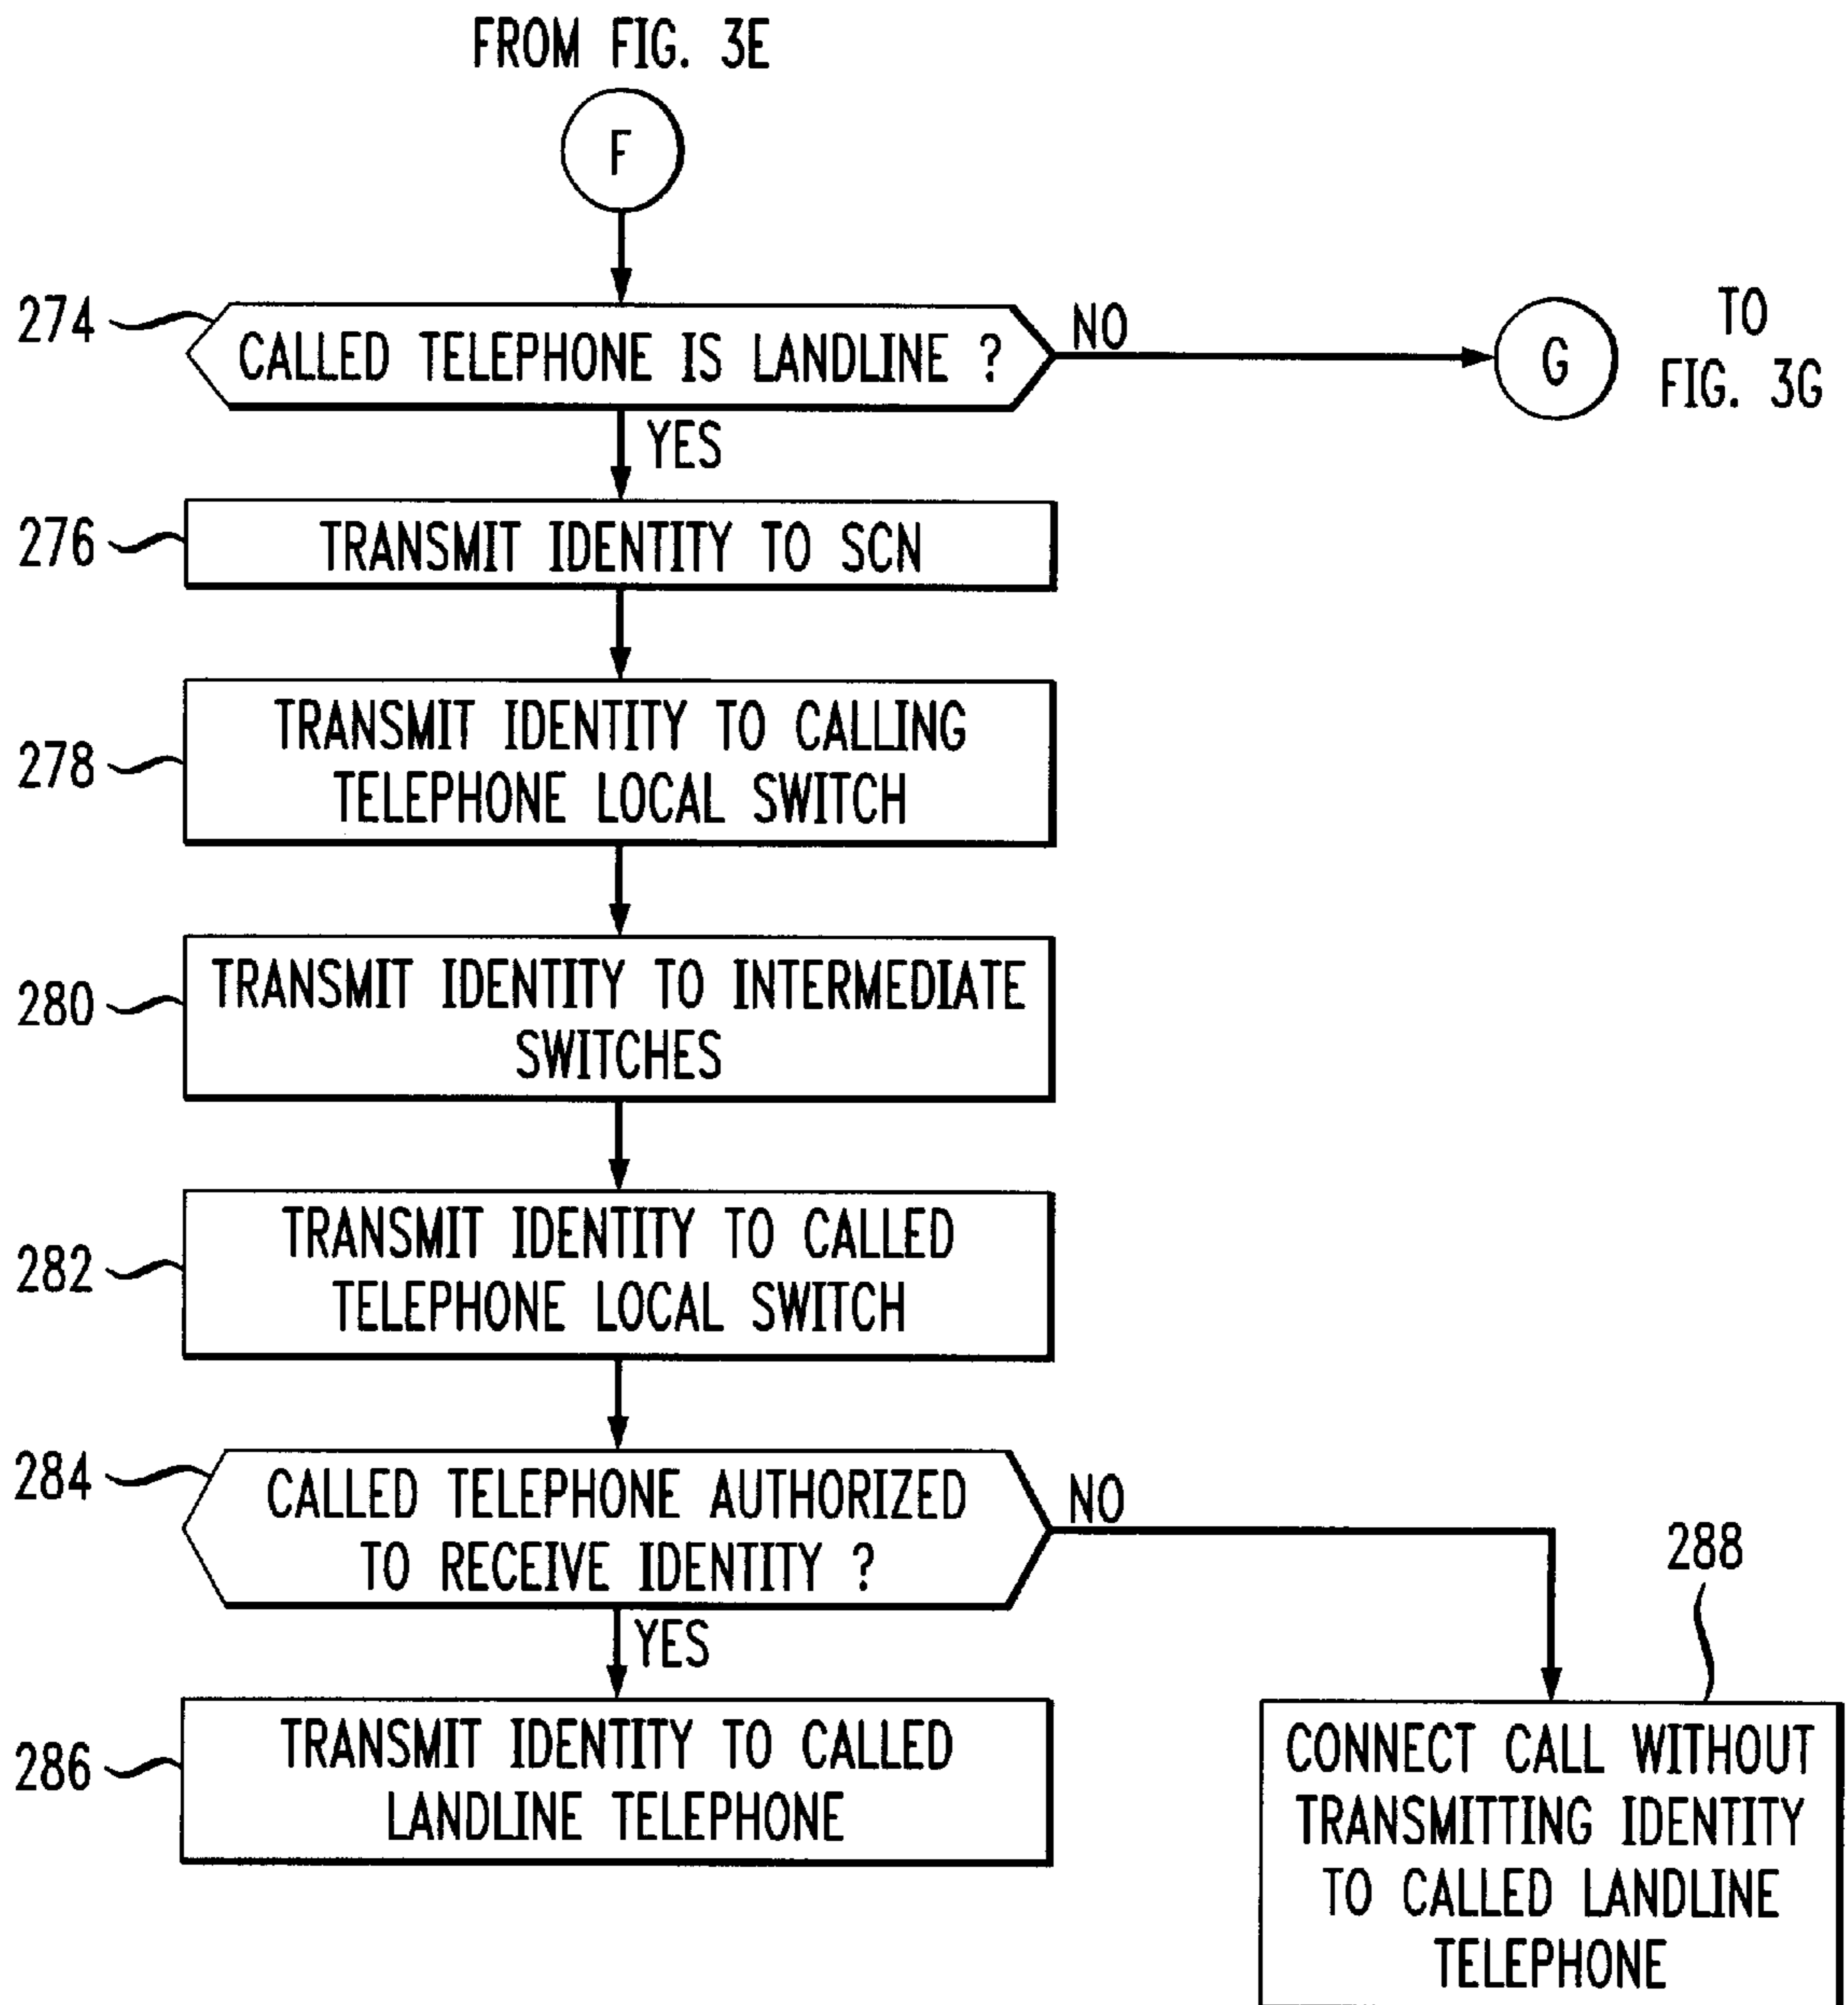 FROM FIG. 3E
F
274
CALLED TELEPHONE IS LANDLINE ?
NO
G
TO
FIG. 3G
YES
276
TRANSMIT IDENTITY TO SCN
278
TRANSMIT IDENTITY TO CALLING
TELEPHONE LOCAL SWITCH
280
TRANSMIT IDENTITY TO INTERMEDIATE
SWITCHES
282
TRANSMIT IDENTITY TO CALLED
TELEPHONE LOCAL SWITCH
284
CALLED TELEPHONE AUTHORIZED
TO RECEIVE IDENTITY ?
NO
YES
286
TRANSMIT IDENTITY TO CALLED
LANDLINE TELEPHONE
288
CONNECT CALL WITHOUT
TRANSMITTING IDENTITY
TO CALLED LANDLINE
TELEPHONE